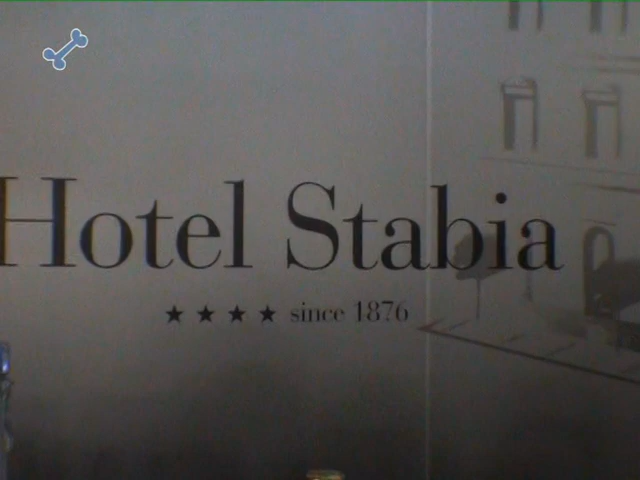 Hotel Stabia
★ ★ ★ ★ since 1876